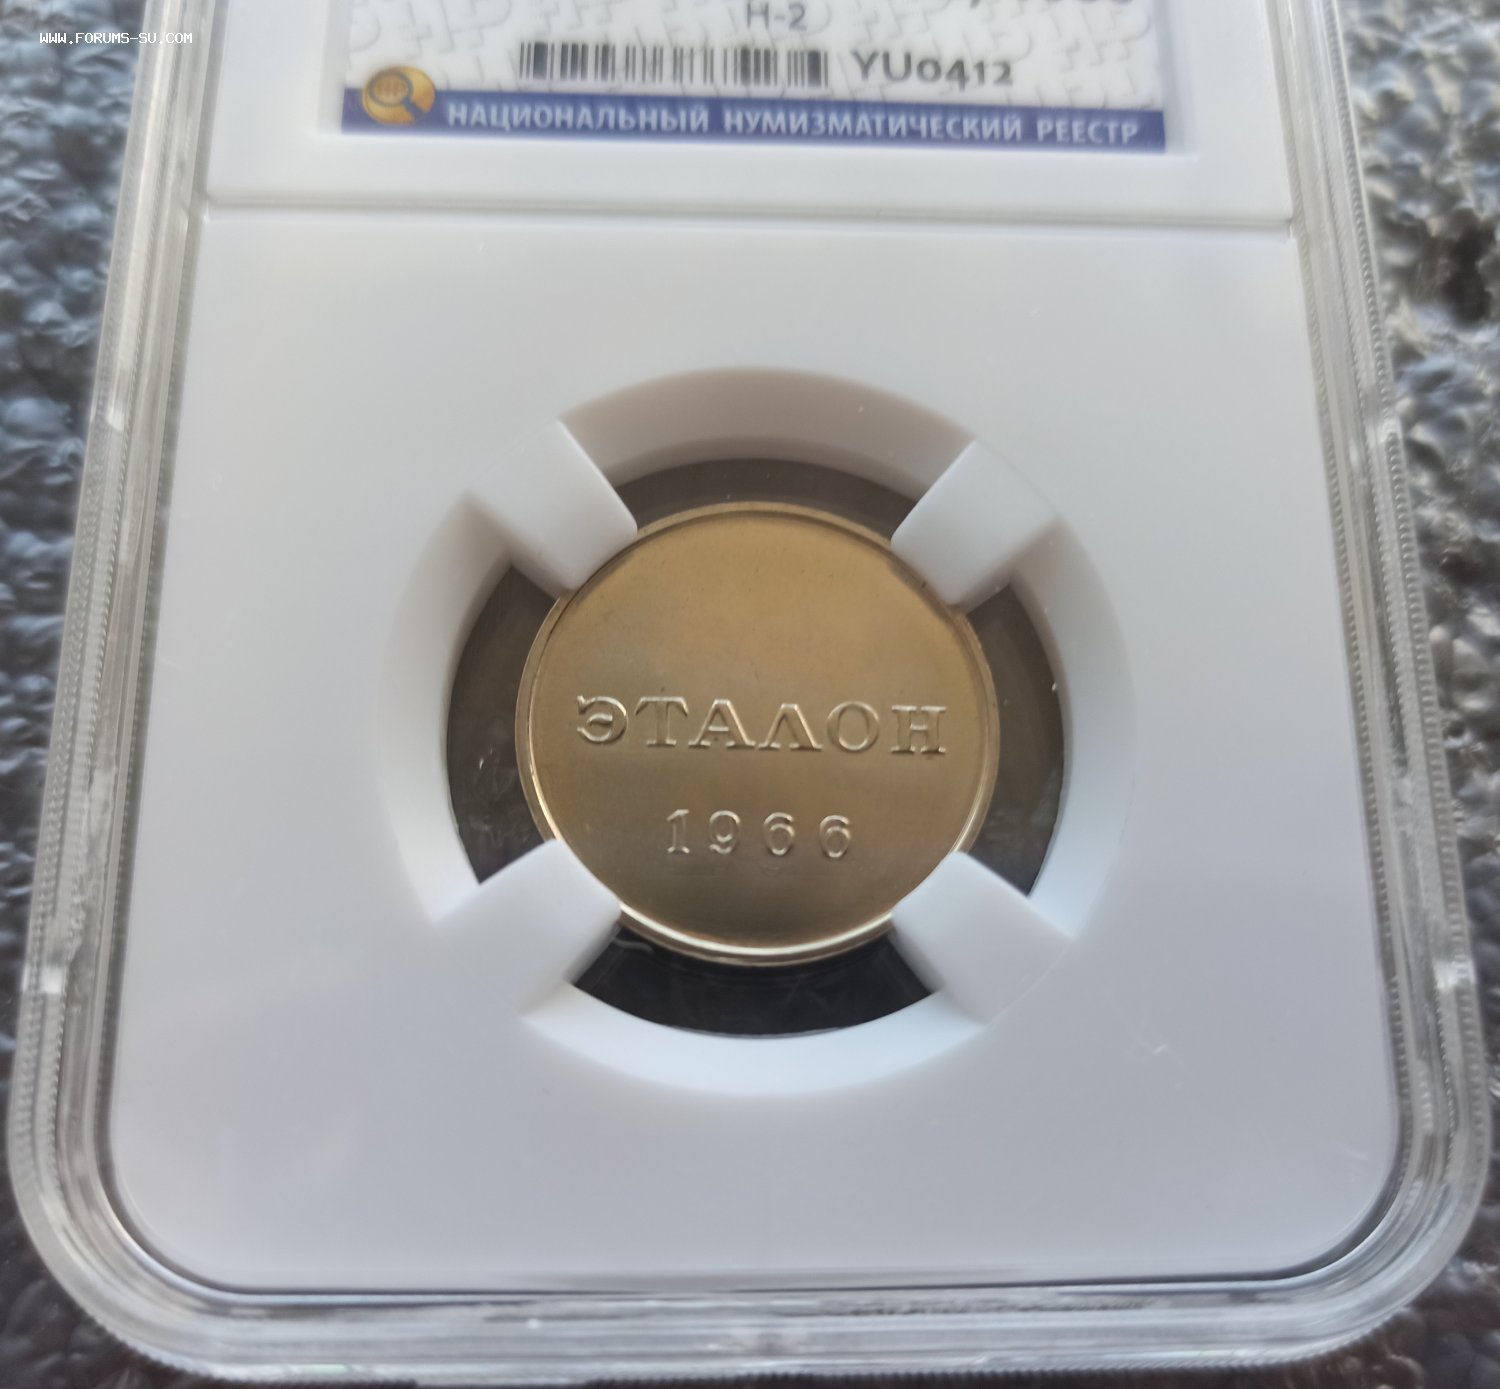 WWW.FORUMS-SU.COM
Н-2
YU0412
НАЦИОНАЛЬНЫЙ НУМИЗМАТИЧЕСКИЙ РЕЕСТР
ЭТАЛОН
1966